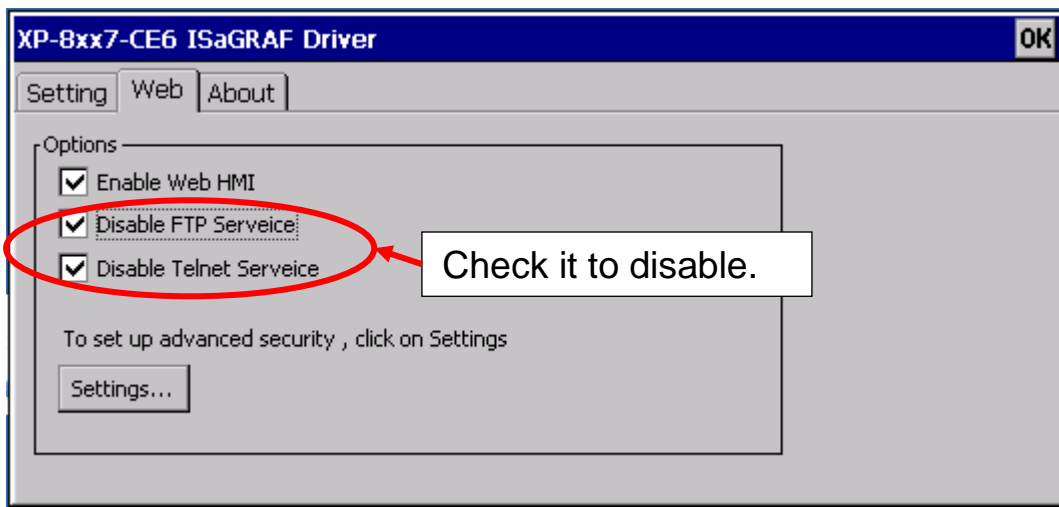 XP-8xx7-CE6 ISaGRAF Driver OK
Setting Web About
Options
Enable Web HMI
Disable FTP Serveice
Disable Telnet Serveice
Check it to disable.
To set up advanced security , click on Settings
Settings...